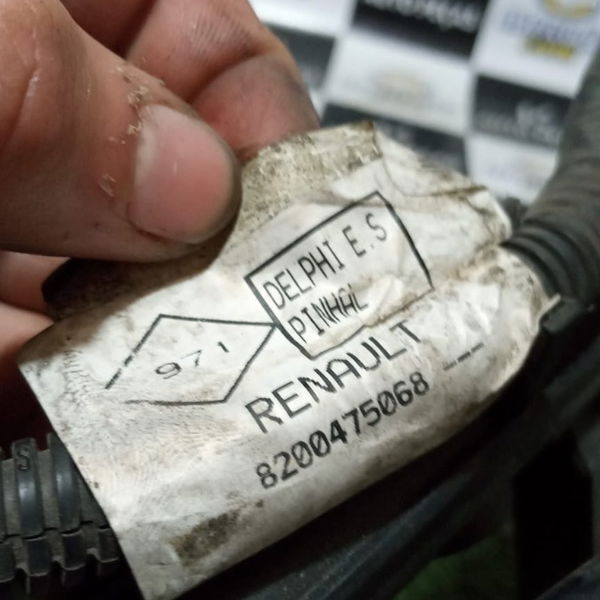 DELPHI E.S
PINHAL
971
RENAULT
8200475068 ---
S